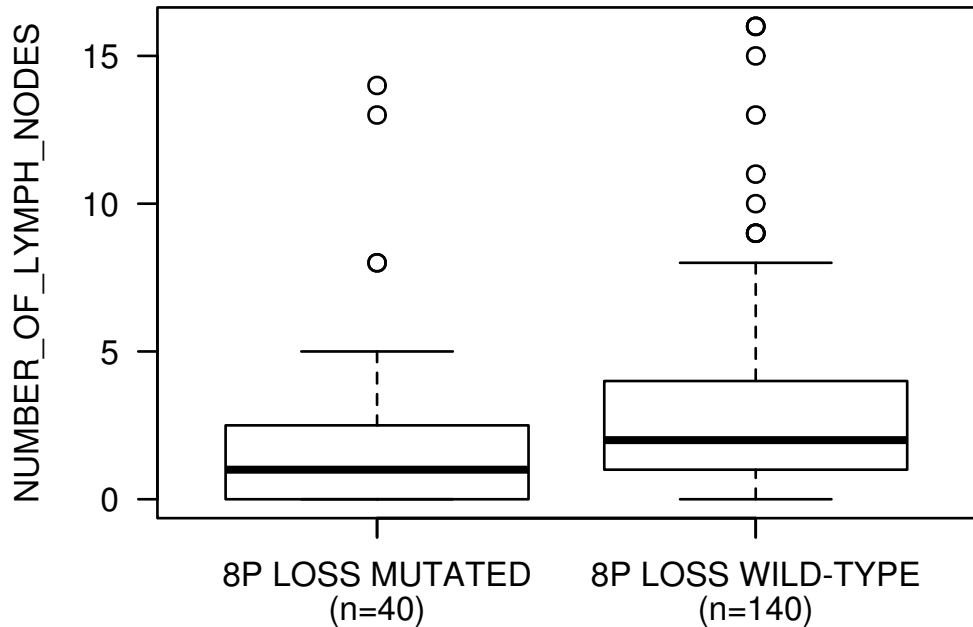 NUMBER_OF_LYMPH_NODES
15
10
5
0
8P LOSS MUTATED
(n=40)
8P LOSS WILD-TYPE
(n=140)